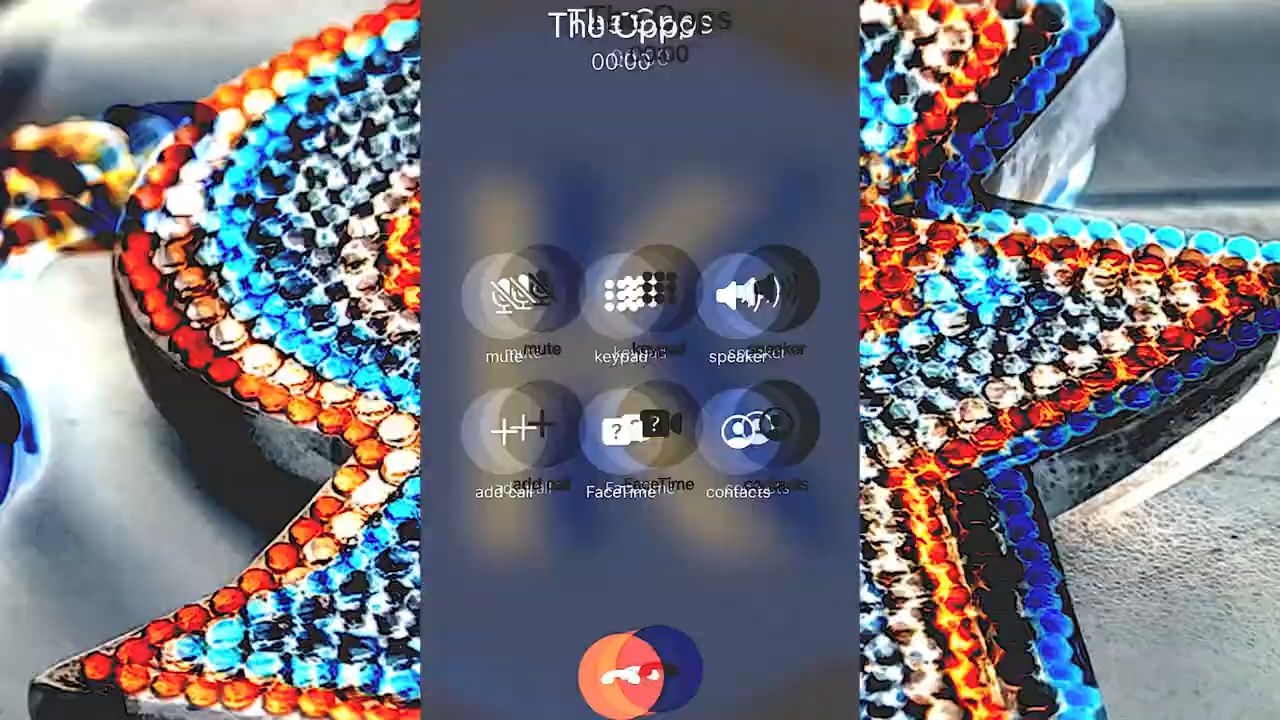 The Opps
00:00
mute
keypad
speaker
add call
FaceTime
contacts